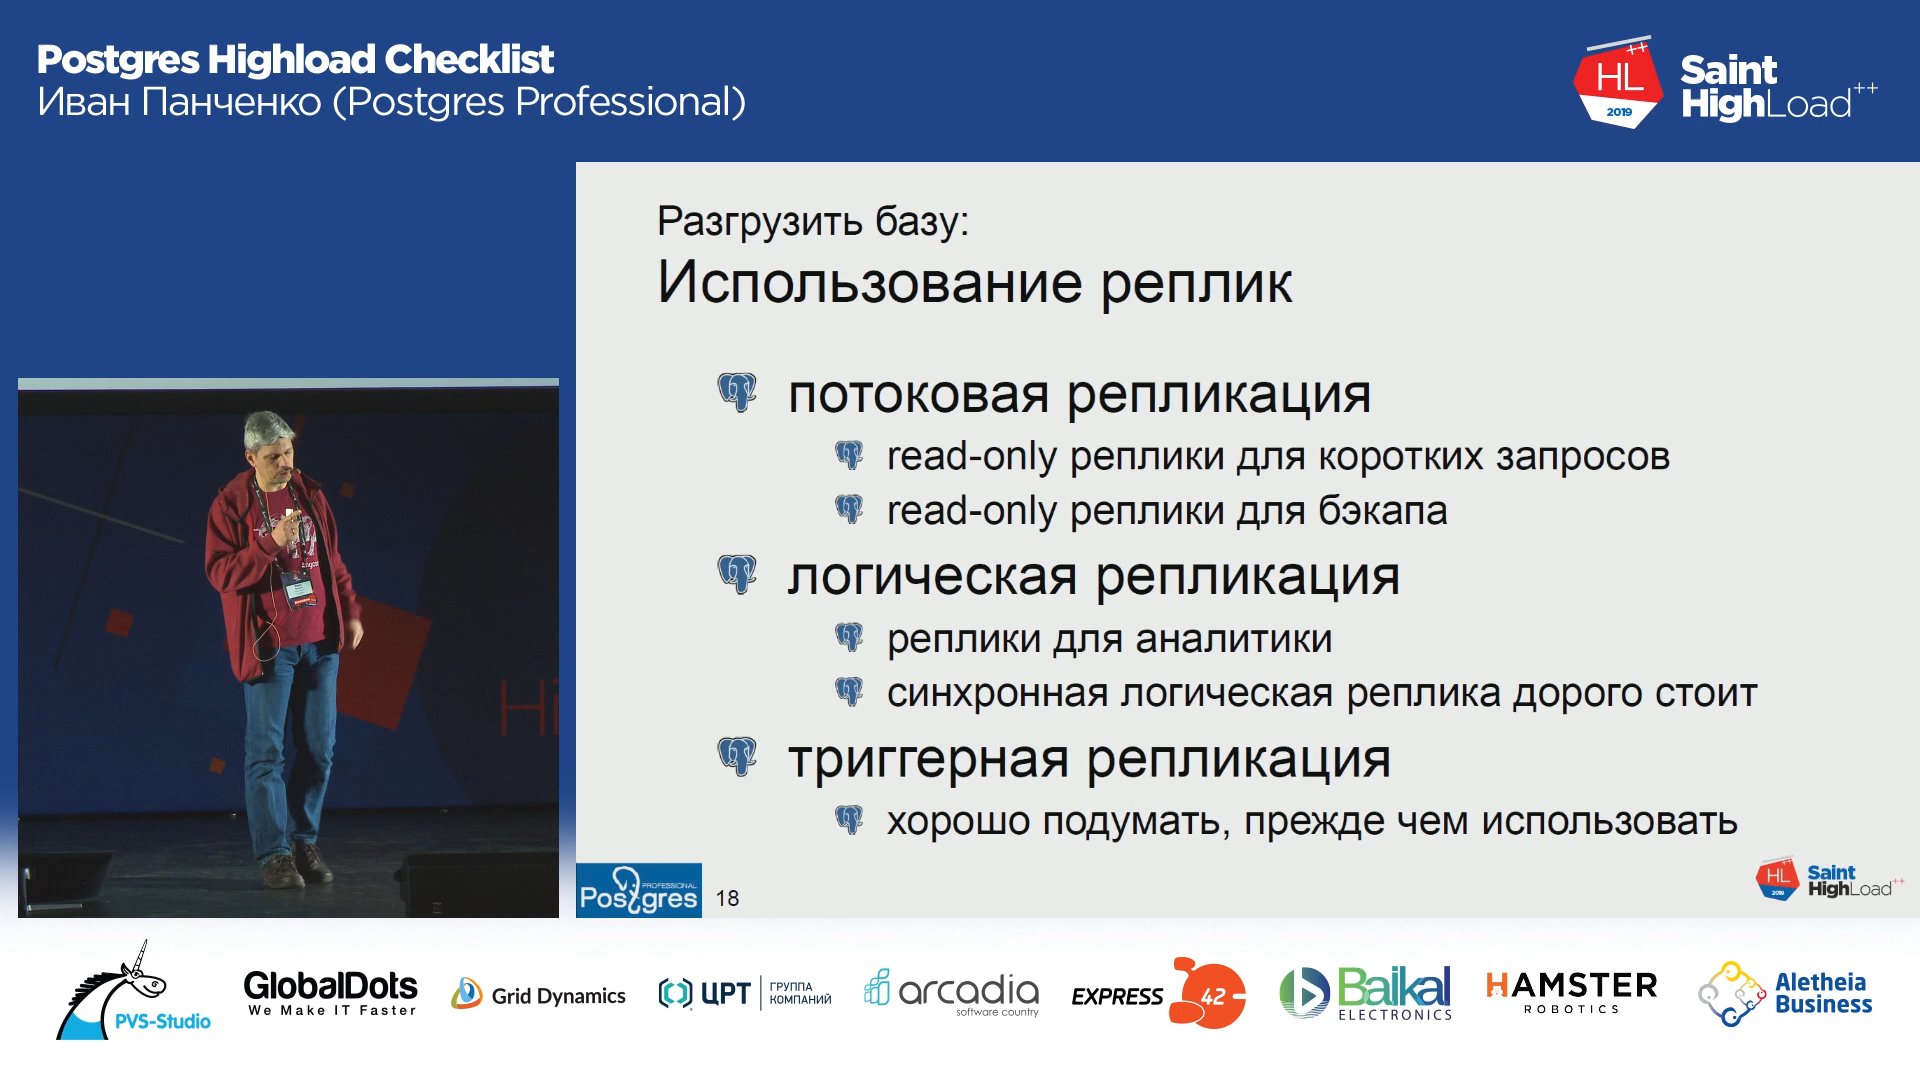 Postgres Highload Checklist
Иван Панченко (Postgres Professional)
HL++
2019
Saint
HighLoad++
Разгрузить базу:
Использование реплик
потоковая репликация
read-only реплики для коротких запросов
read-only реплики для бэкапа
логическая репликация
реплики для аналитики
синхронная логическая реплика дорого стоит
триггерная репликация
хорошо подумать, прежде чем использовать
Postgres
PROFESSIONAL
18
HL
2019
Saint
HighLoad++
Hi
PVS-Studio
GlobalDots
We Make IT Faster
Grid Dynamics
ЦРТ
ГРУППА
КОМПАНИЙ
arcadia
software country
EXPRESS 42
Baikal
ELECTRONICS
HAMSTER
ROBOTICS
Aletheia
Business